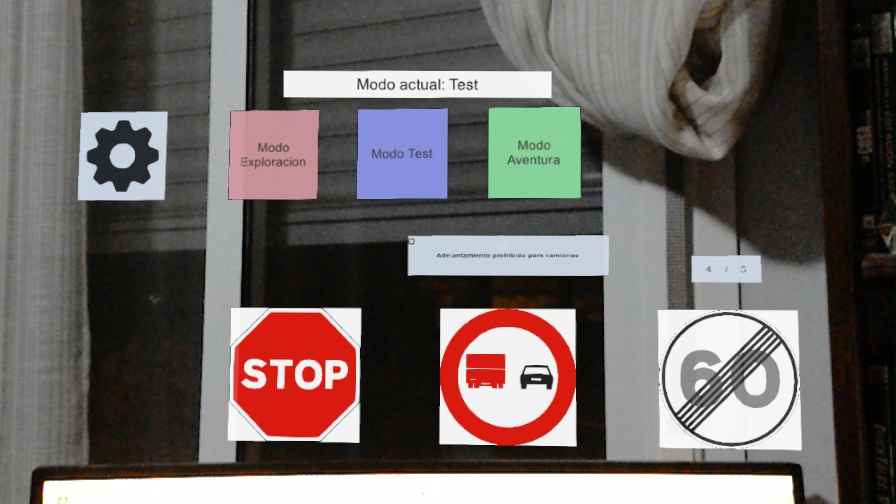 Modo actual: Test
Modo
Exploracion
Modo Test
Modo
Aventura
Adelantamiento prohibido para camiones
4 / 5
STOP
60